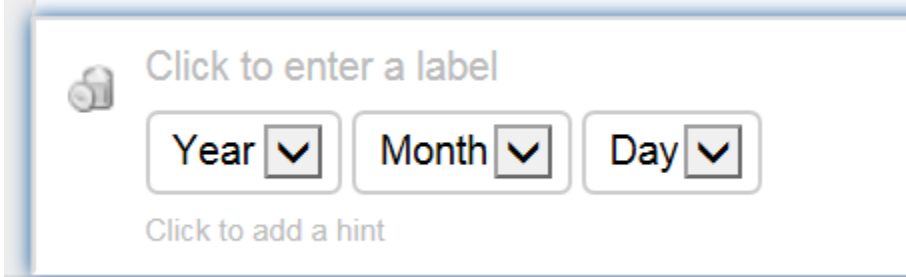 Click to enter a label
Year Month Day
Click to add a hint